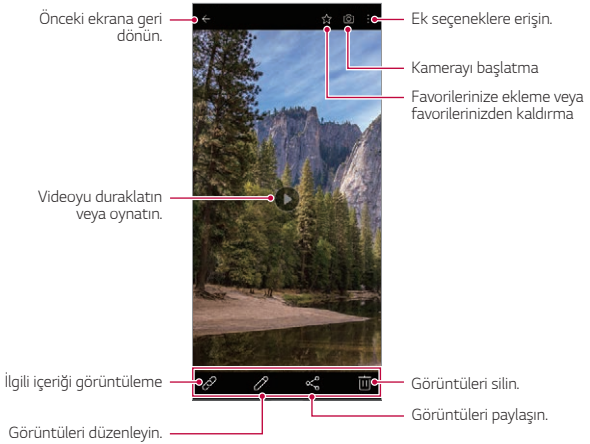 Önceki ekrana geri
dönün.
Ek seçeneklere erişin.
Kamerayı başlatma
Favorilerinize ekleme veya
favorilerinizden kaldırma
Videoyu duraklatın
veya oynatın.
İlgili içeriği görüntüleme
Görüntüleri silin.
Görüntüleri düzenleyin.
Görüntüleri paylaşın.